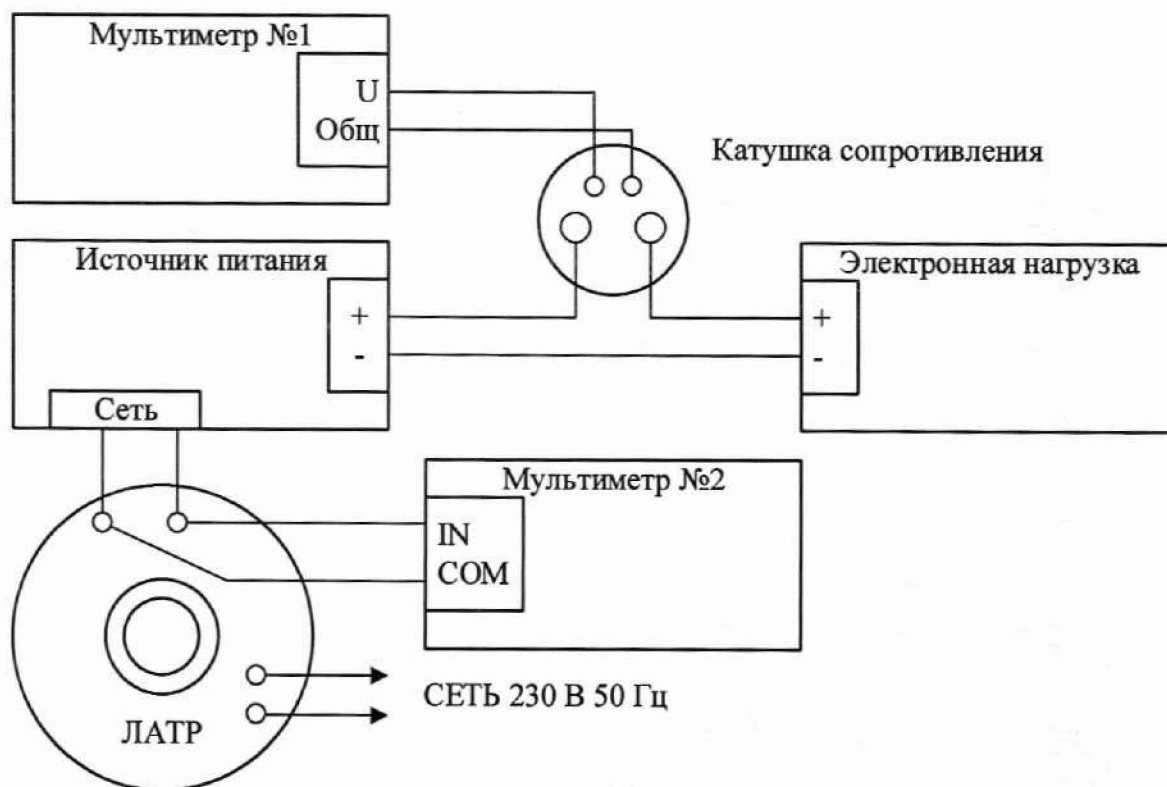 Мультиметр №1
U
Общ
Катушка сопротивления
Источник питания
+
-
Сеть
Электронная нагрузка
+
-
Мультиметр №2
IN
COM
СЕТЬ 230 В 50 Гц
ЛАТР